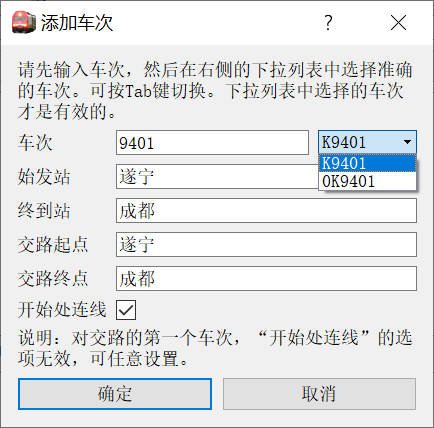 添加车次
?
请先输入车次，然后在右侧的下拉列表中选择准确
的车次。可按Tab键切换。下拉列表中选择的车次
才是有效的。
车次 9401 K9401
K9401
0K9401
始发站 遂宁
终到站 成都
交路起点 遂宁
交路终点 成都
开始处连线
说明：对交路的第一个车次，“开始处连线”的选
项无效，可任意设置。
确定 取消